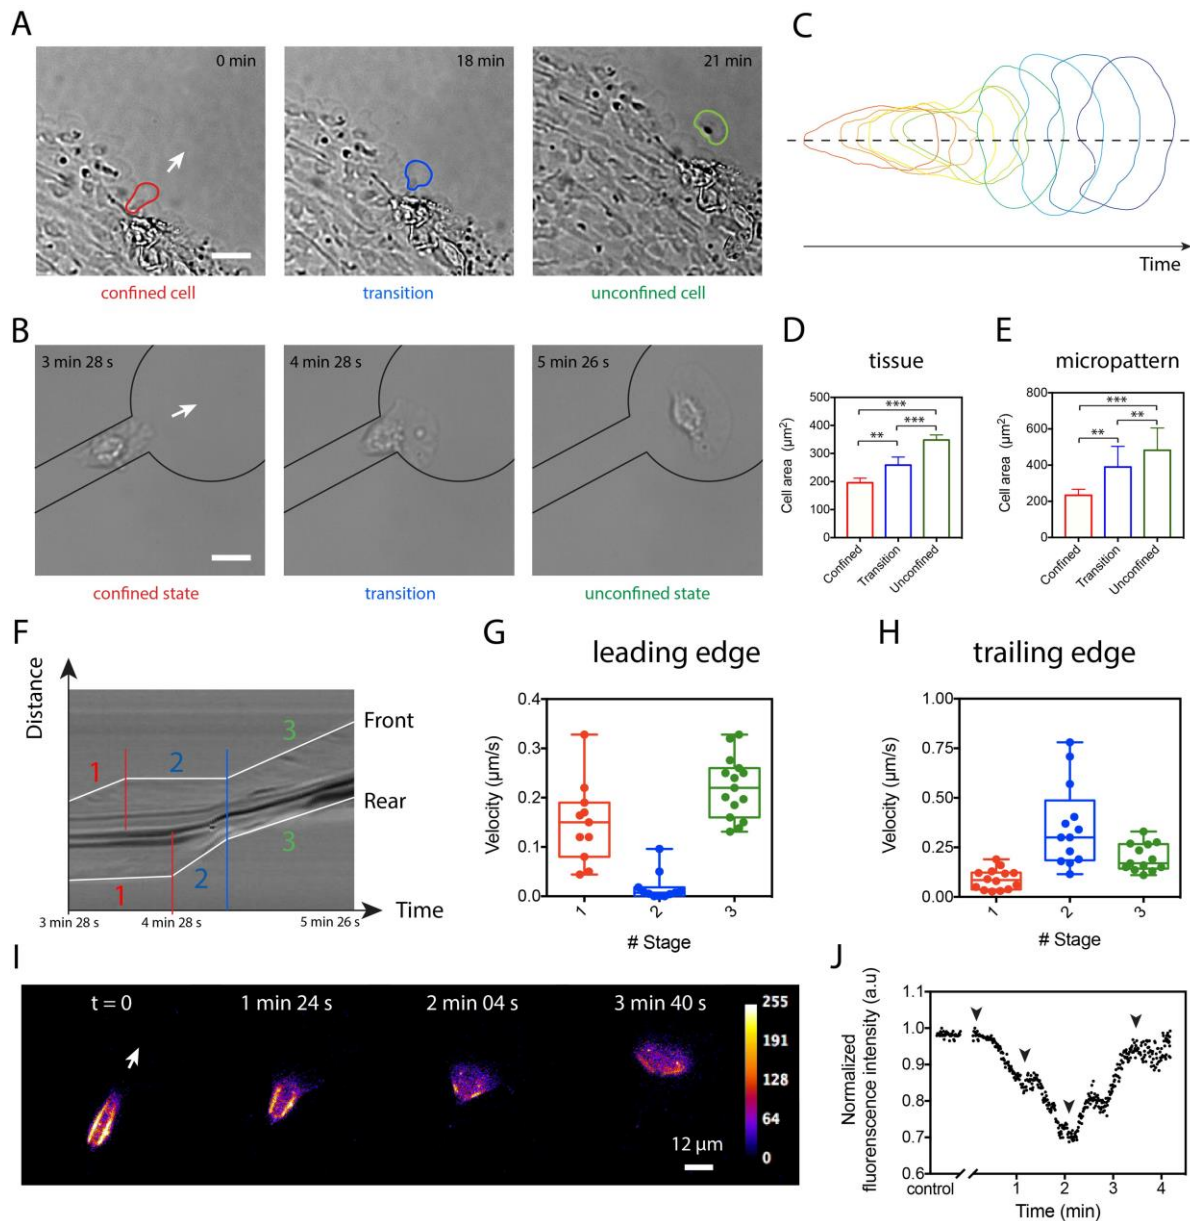 A
0 min
18 min
21 min
confined cell
transition
unconfined cell
C
Time
B
3 min 28 s
4 min 28 s
5 min 26 s
confined state
transition
unconfined state
D
tissue
Cell area (μm²)
500
400
300
200
100
0
***
**
***
Confined
Transition
Unconfined
E
micropattern
Cell area (μm²)
800
600
400
200
0
***
**
**
Confined
Transition
Unconfined
F
Distance
1
2
3
Front
Rear
1
2
3
Time
3 min 28 s
4 min 28 s
5 min 26 s
G
leading edge
Velocity (μm/s)
0.4
0.3
0.2
0.1
0.0
1
2
3
# Stage
H
trailing edge
Velocity (μm/s)
1.00
0.75
0.50
0.25
0.00
1
2
3
# Stage
I
t = 0
1 min 24 s
2 min 04 s
3 min 40 s
255
191
128
64
0
12 μm
J
Normalized
fluorescence intensity (a.u)
1.1
1.0
0.9
0.8
0.7
0.6
control
1
2
3
4
Time (min)